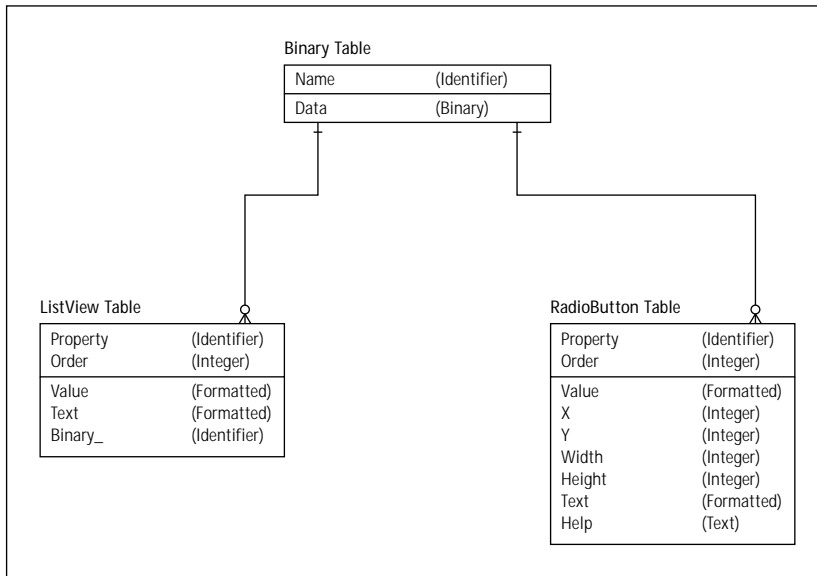 Binary Table
Name (Identifier)
Data (Binary)
ListView Table
Property (Identifier)
Order (Integer)
Value (Formatted)
Text (Formatted)
Binary_ (Identifier)
RadioButton Table
Property (Identifier)
Order (Integer)
Value (Formatted)
X (Integer)
Y (Integer)
Width (Integer)
Height (Integer)
Text (Formatted)
Help (Text)